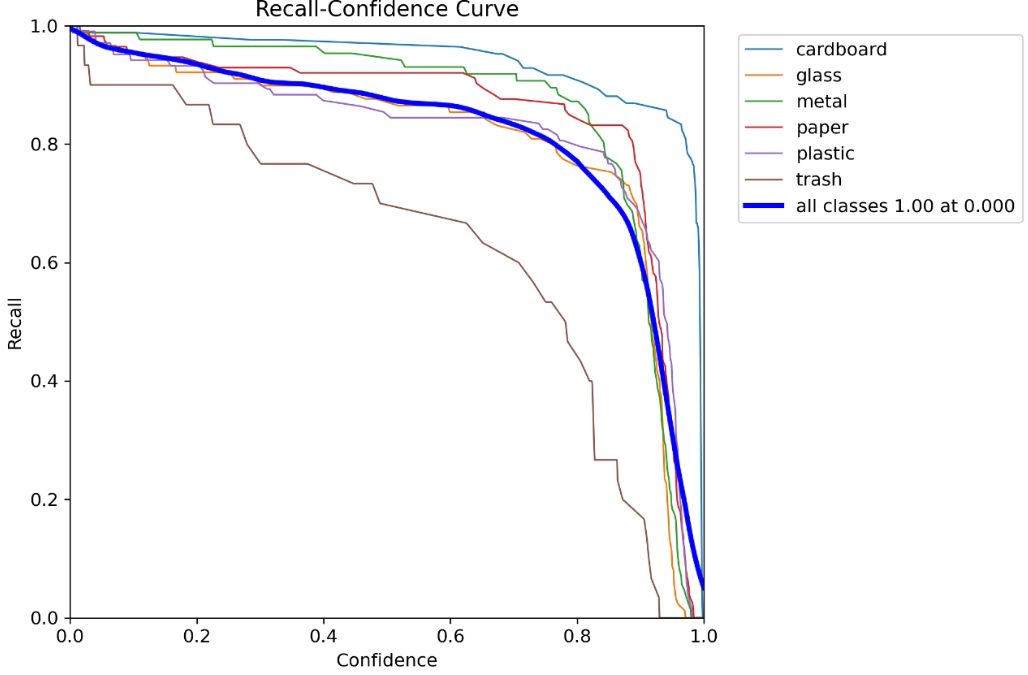 Recall-Confidence Curve
1.0
0.8
0.6
0.4
0.2
0.0
Recall
0.0 0.2 0.4 0.6 0.8 1.0
Confidence
cardboard
glass
metal
paper
plastic
trash
all classes 1.00 at 0.000